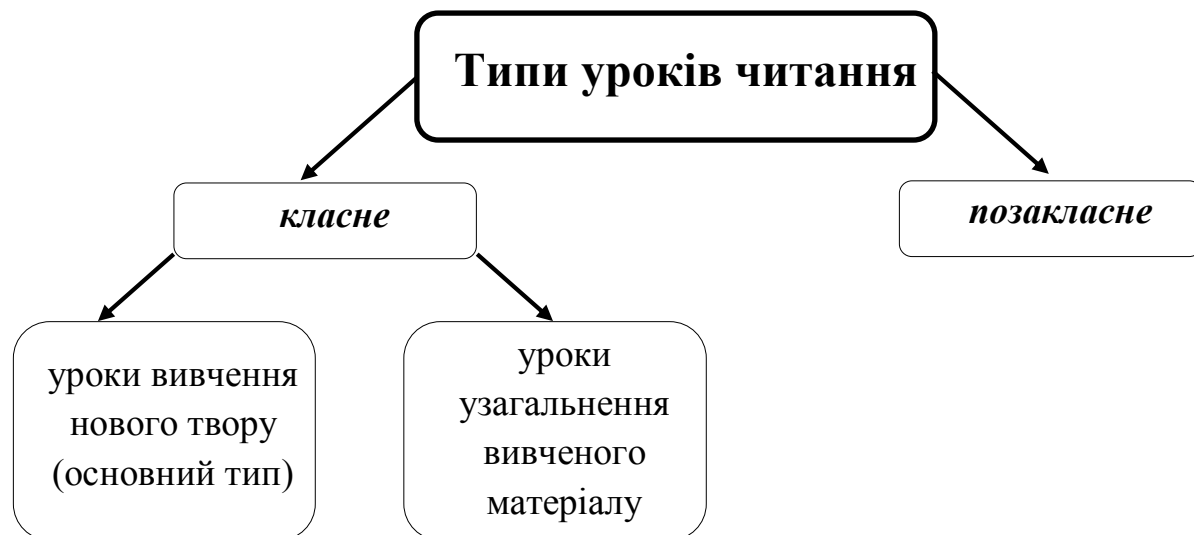 Типи уроків читання
класне
позакласне
уроки вивчення
нового твору
(основний тип)
уроки
узагальнення
вивченого
матеріалу